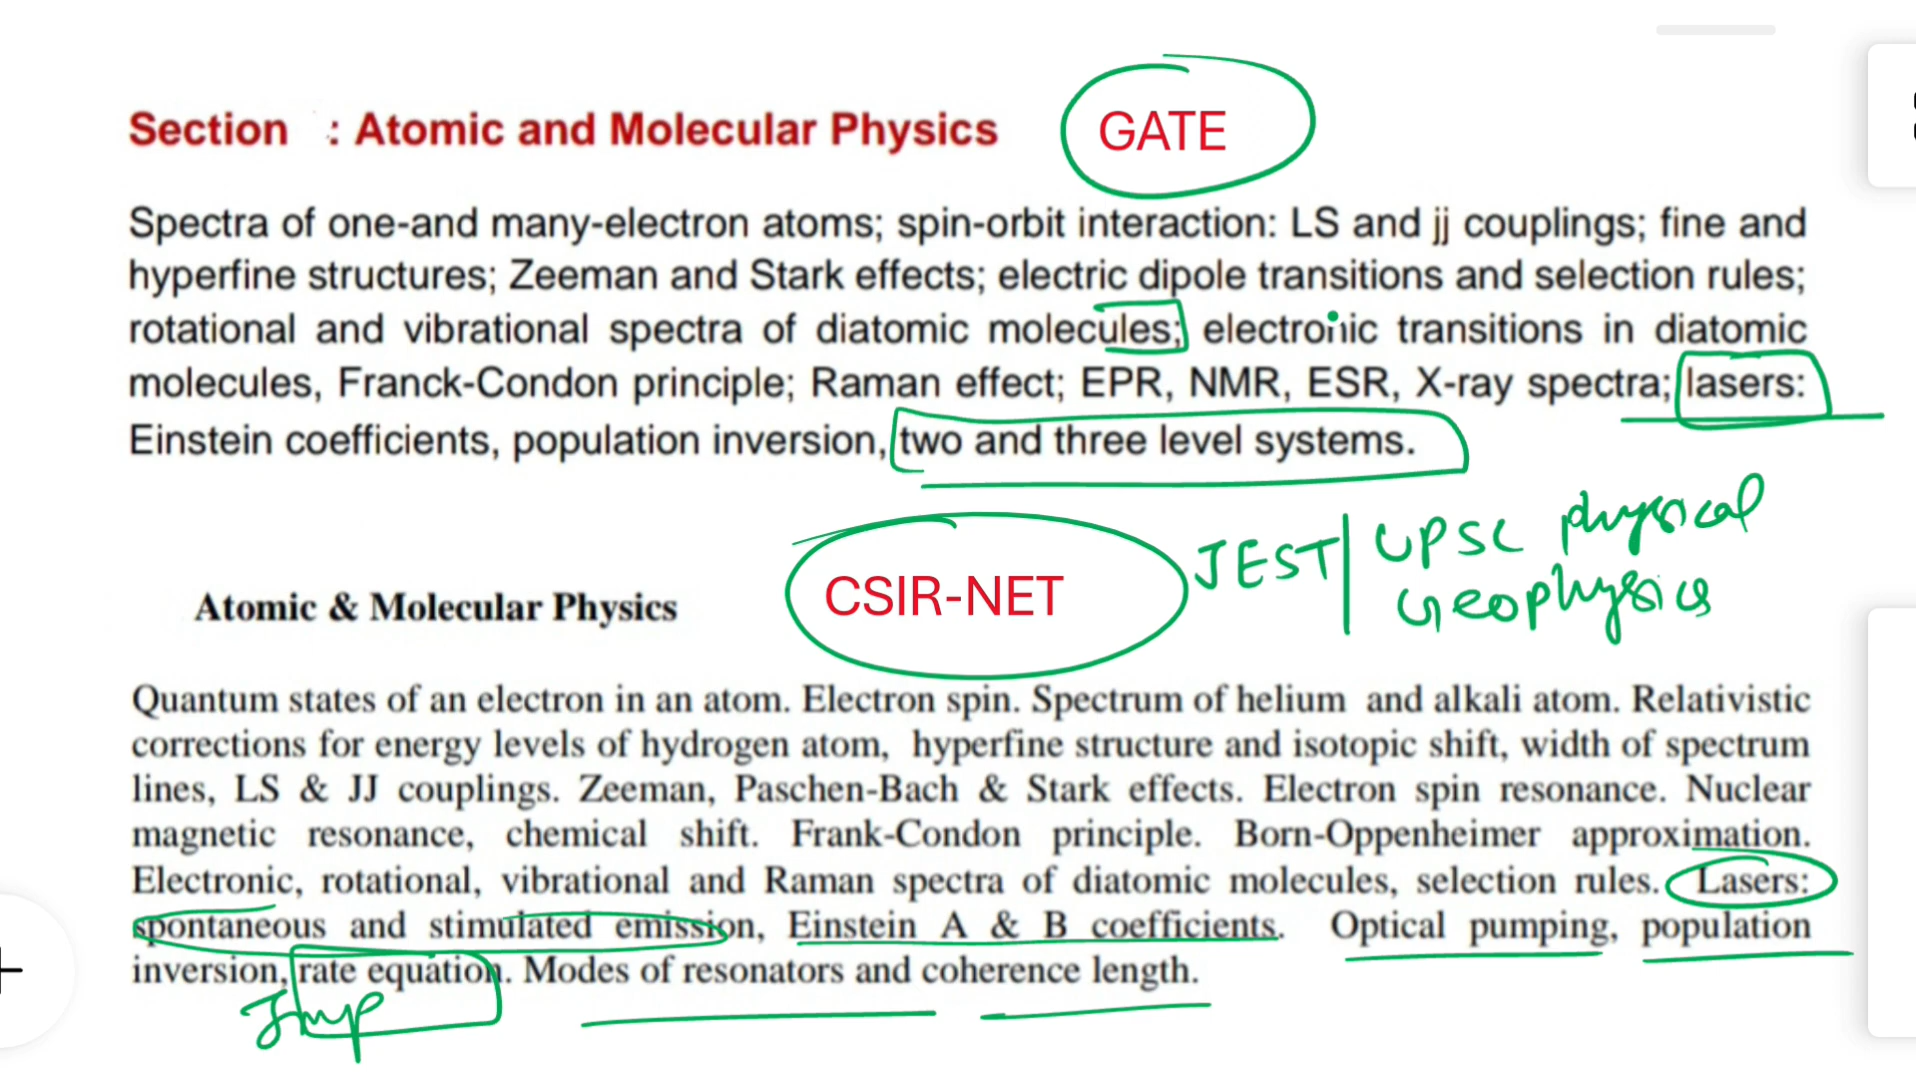 Section : Atomic and Molecular Physics GATE
Spectra of one-and many-electron atoms; spin-orbit interaction: LS and jj couplings; fine and
hyperfine structures; Zeeman and Stark effects; electric dipole transitions and selection rules;
rotational and vibrational spectra of diatomic molecules; electronic transitions in diatomic
molecules, Franck-Condon principle; Raman effect; EPR, NMR, ESR, X-ray spectra; lasers:
Einstein coefficients, population inversion, two and three level systems.
JEST | UPSC physical
Geophysics
Atomic & Molecular Physics CSIR-NET
Quantum states of an electron in an atom. Electron spin. Spectrum of helium and alkali atom. Relativistic
corrections for energy levels of hydrogen atom, hyperfine structure and isotopic shift, width of spectrum
lines, LS & JJ couplings. Zeeman, Paschen-Bach & Stark effects. Electron spin resonance. Nuclear
magnetic resonance, chemical shift. Frank-Condon principle. Born-Oppenheimer approximation.
Electronic, rotational, vibrational and Raman spectra of diatomic molecules, selection rules. Lasers:
spontaneous and stimulated emission, Einstein A & B coefficients. Optical pumping, population
inversion, rate equation. Modes of resonators and coherence length.
Imp